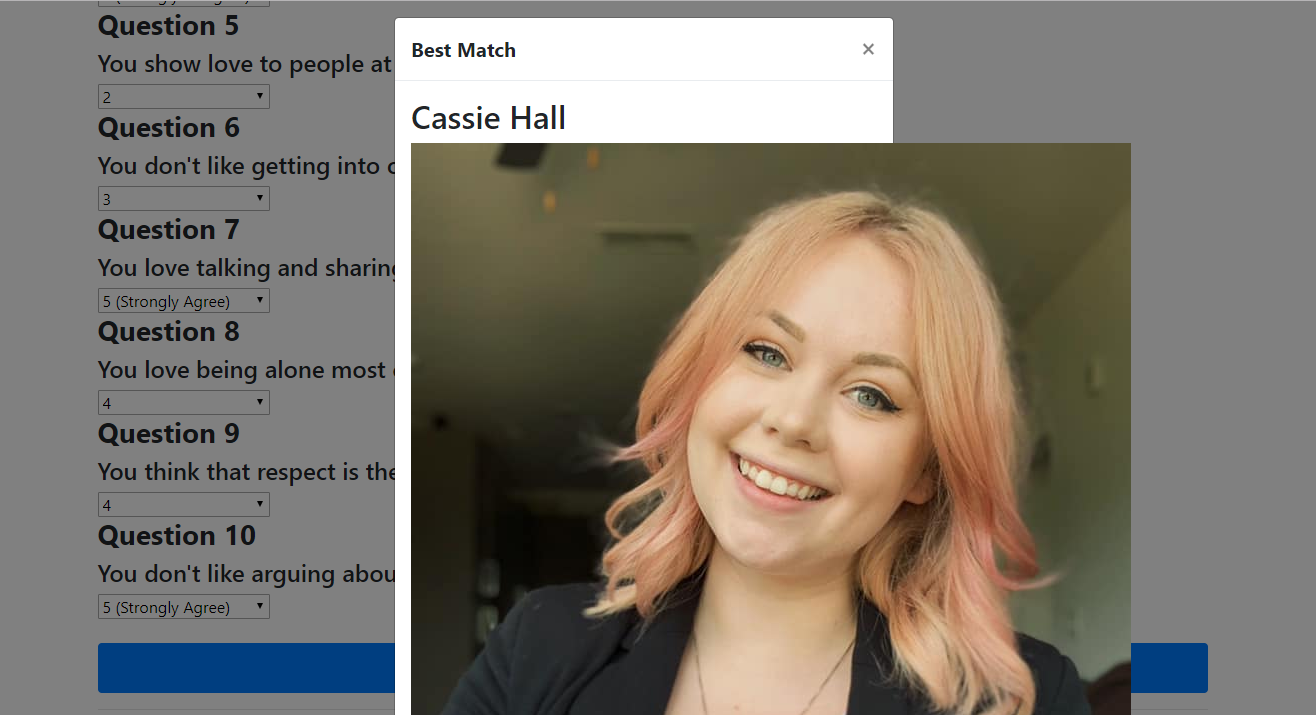 Question 5
You show love to people at
2
Question 6
You don't like getting into
3
Question 7
You love talking and sharing
5 (Strongly Agree)
Question 8
You love being alone most
4
Question 9
You think that respect is the
4
Question 10
You don't like arguing abou
5 (Strongly Agree)
Best Match
×
Cassie Hall